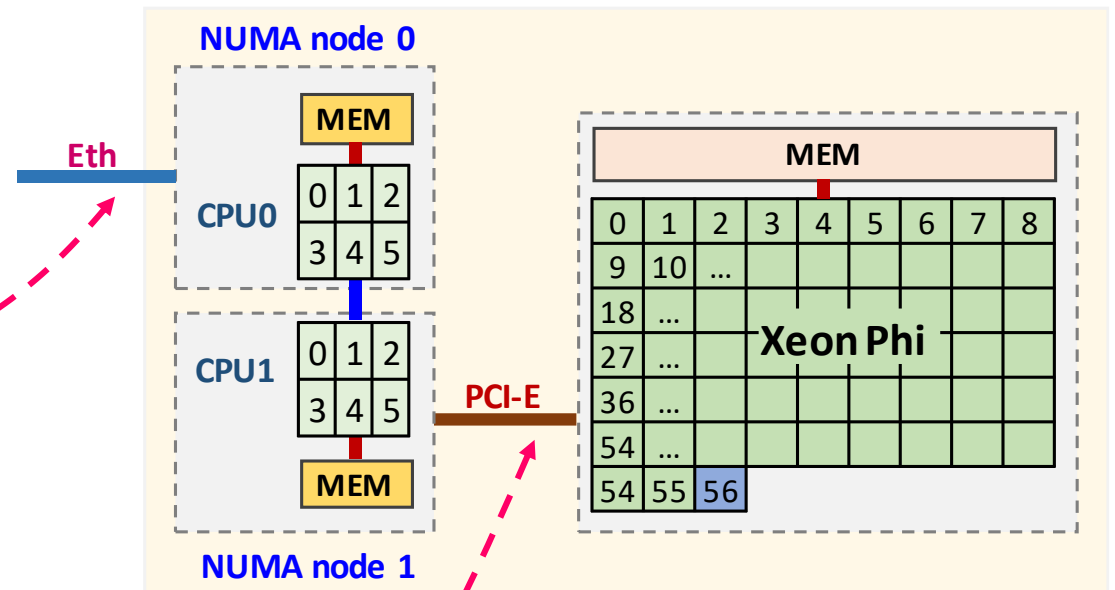 NUMA node 0
MEM
Eth
CPU0
0 1 2
3 4 5
CPU1
0 1 2
3 4 5
MEM
NUMA node 1
PCI-E
MEM
0 1 2 3 4 5 6 7 8
9 10 ...
18 ...
Xeon Phi
27 ...
36 ...
54 ...
54 55 56